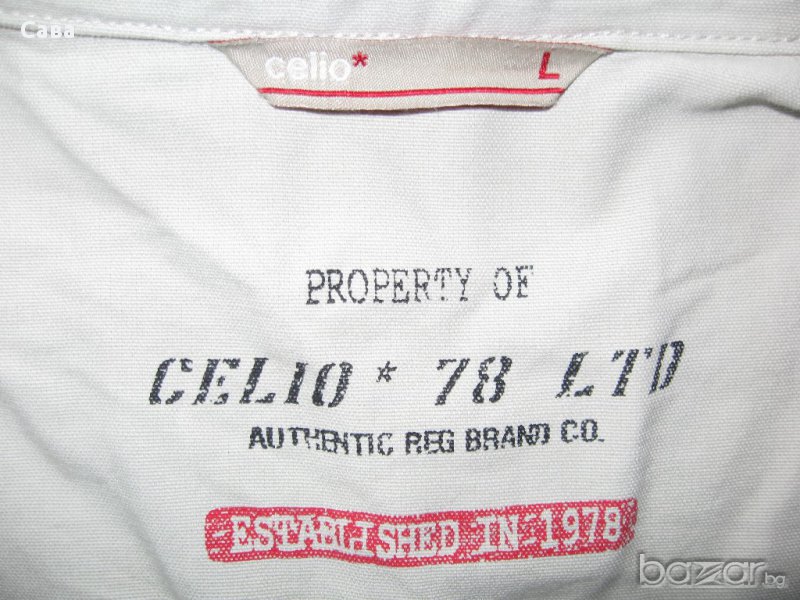 Сава
celio* L
PROPERTY OF
CELIO * 78 LTD
AUTHENTIC REG BRAND CO.
ESTABLISHED IN 1978
bazar.bg